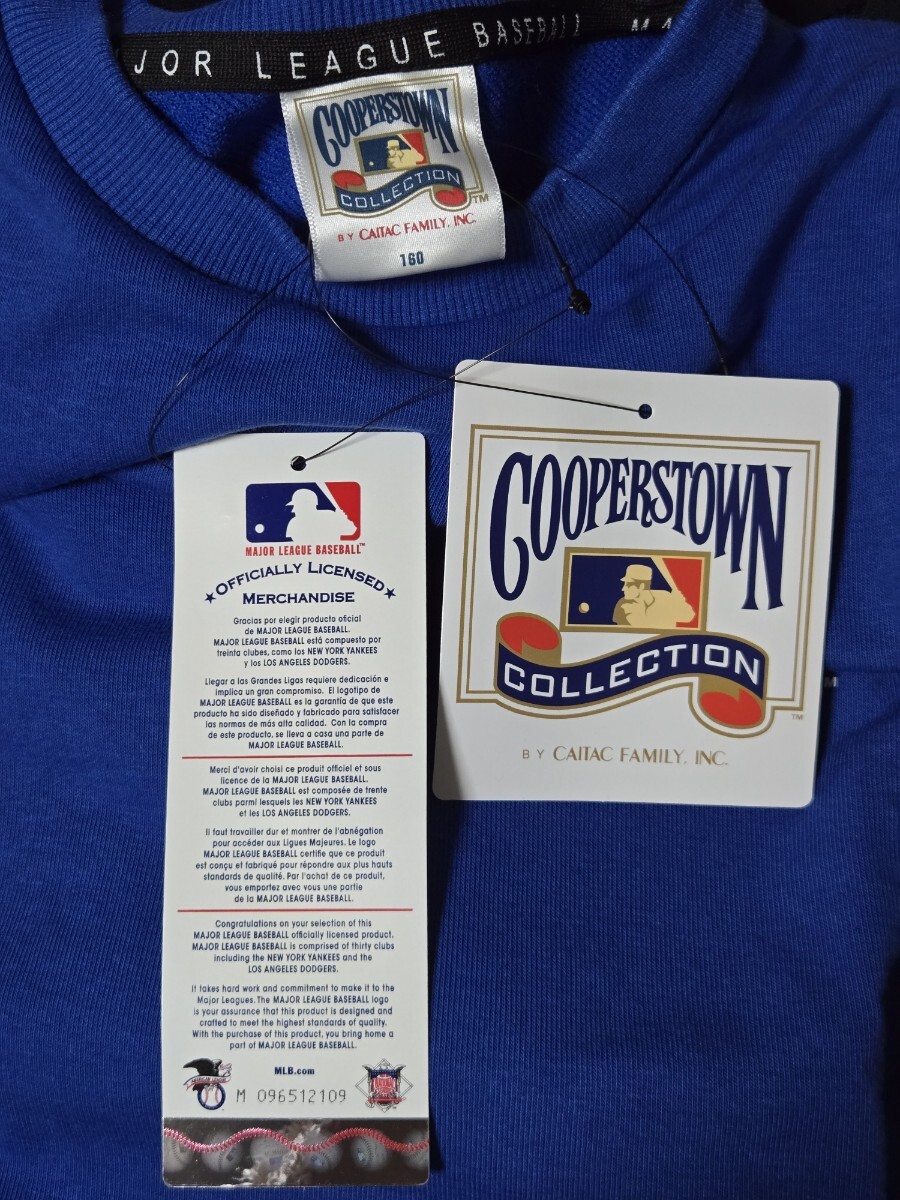 JOR LEAGUE BASEBALL MA
COOPERSTOWN
COLLECTION
TM
BY CAITAC FAMILY, INC.
160
MAJOR LEAGUE BASEBALL™
★OFFICIALLY LICENSED★
MERCHANDISE
Gracias por elegir producto oficial
de MAJOR LEAGUE BASEBALL.
MAJOR LEAGUE BASEBALL está compuesto por
treinta clubes, como los NEW YORK YANKEES
y los LOS ANGELES DODGERS.
Llegar a las Grandes Ligas requiere dedicación e
implica un gran compromiso. El logotipo de
MAJOR LEAGUE BASEBALL es la garantía de que este
producto ha sido diseñado y fabricado para satisfacer
las normas de más alta calidad. Con la compra
de este producto, se lleva a casa una parte de
MAJOR LEAGUE BASEBALL.
Merci d'avoir choisi ce produit officiel et sous
licence de la MAJOR LEAGUE BASEBALL.
MAJOR LEAGUE BASEBALL est composée de trente
clubs parmi lesquels les NEW YORK YANKEES
et les LOS ANGELES DODGERS.
Il faut travailler dur et montrer de l'abnégation
pour accéder aux Ligues Majeures. Le logo
MAJOR LEAGUE BASEBALL certifie que ce produit
est conçu et fabriqué pour répondre aux plus hauts
standards de qualité. Par l'achat de ce produit,
vous emportez avec vous une partie
de la MAJOR LEAGUE BASEBALL.
Congratulations on your selection of this
MAJOR LEAGUE BASEBALL officially licensed product.
MAJOR LEAGUE BASEBALL is comprised of thirty clubs
including the NEW YORK YANKEES and the
LOS ANGELES DODGERS.
It takes hard work and commitment to make it to the
Major Leagues. The MAJOR LEAGUE BASEBALL logo
is your assurance that this product is designed and
crafted to meet the highest standards of quality.
With the purchase of this product, you bring home a
part of MAJOR LEAGUE BASEBALL.
MLB.com
AMERICAN LEAGUE
M 096512109
COOPERSTOWN
COLLECTION
TM
BY CAITAC FAMILY, INC.